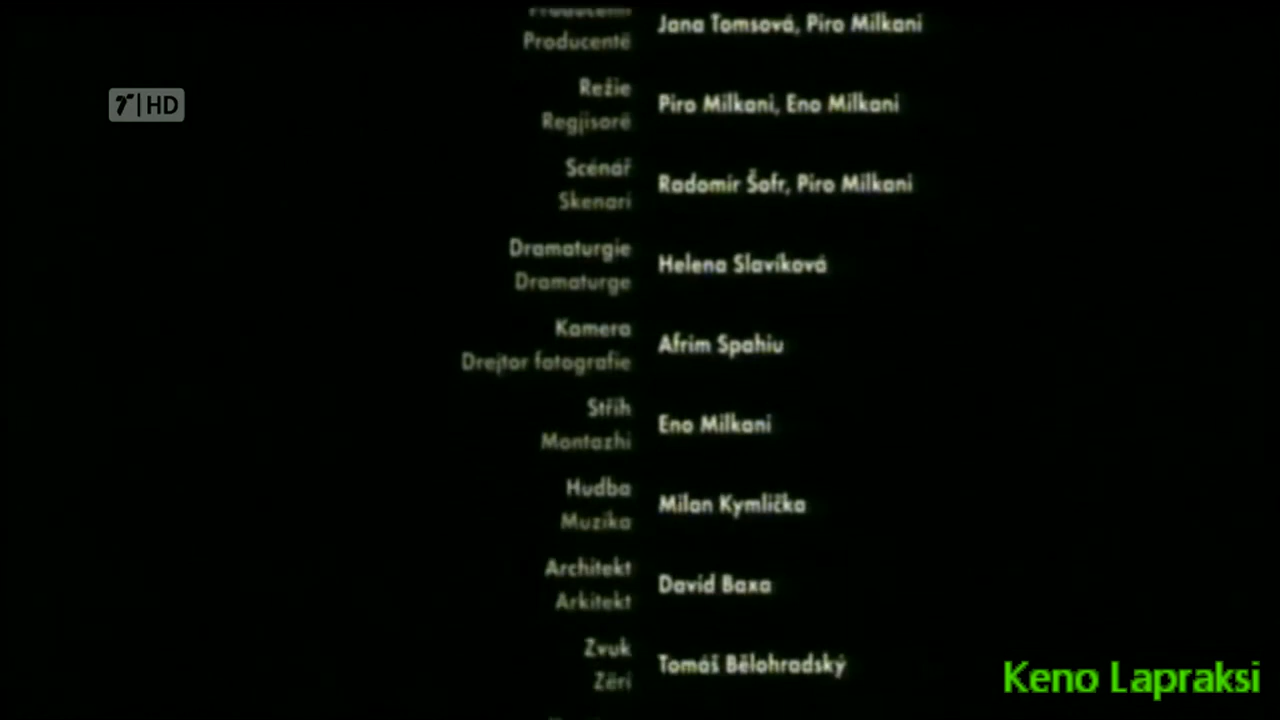 Producenti
Producentë
Jana Tomsová, Piro Milkani
Režie
Regjisorë
Piro Milkani, Eno Milkani
Scénář
Skenari
Radomír Šofr, Piro Milkani
Dramaturgie
Dramaturge
Helena Slavíková
Kamera
Drejtor fotografie
Afrim Spahiu
Střih
Montazhi
Eno Milkani
Hudba
Muzika
Milan Kymlička
Architekt
Arkitekt
David Baxa
Zvuk
Zëri
Tomáš Bělohradský
HD
Keno Lapraksi